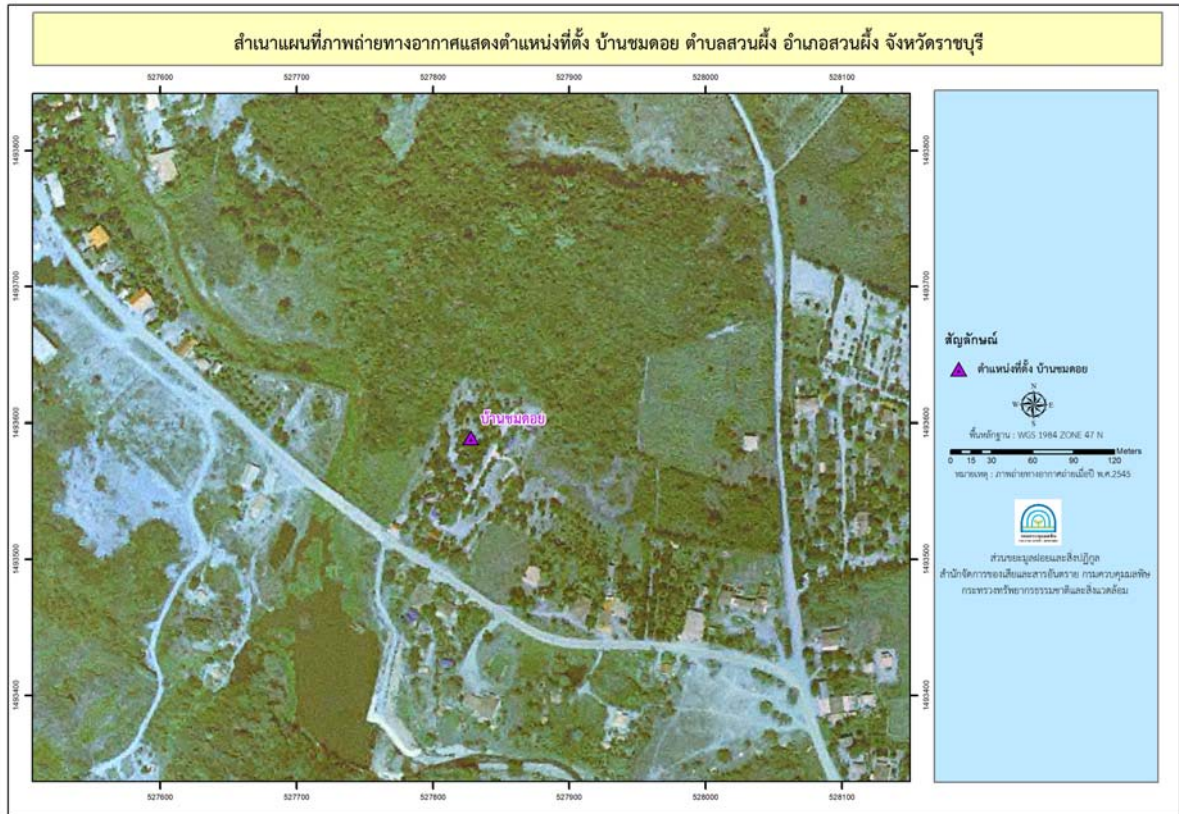 สำเนาแผนที่ภาพถ่ายทางอากาศแสดงตำแหน่งที่ตั้ง บ้านชมดอย ตำบลสวนผึ้ง อำเภอสวนผึ้ง จังหวัดราชบุรี
527600 527700 527800 527900 528000 528100
1493800 1493800
1493700 1493700
1493600 1493600
1493500 1493500
1493400 1493400
บ้านชมดอย
527600 527700 527800 527900 528000 528100
สัญลักษณ์
ตำแหน่งที่ตั้ง บ้านชมดอย
N
W E
S
พื้นหลักฐาน : WGS 1984 ZONE 47 N
Meters
0 15 30 60 90 120
หมายเหตุ : ภาพถ่ายทางอากาศถ่ายเมื่อปี พ.ศ.2545
ส่วนขยะมูลฝอยและสิ่งปฏิกูล
สำนักจัดการของเสียและสารอันตราย กรมควบคุมมลพิษ
กระทรวงทรัพยากรธรรมชาติและสิ่งแวดล้อม